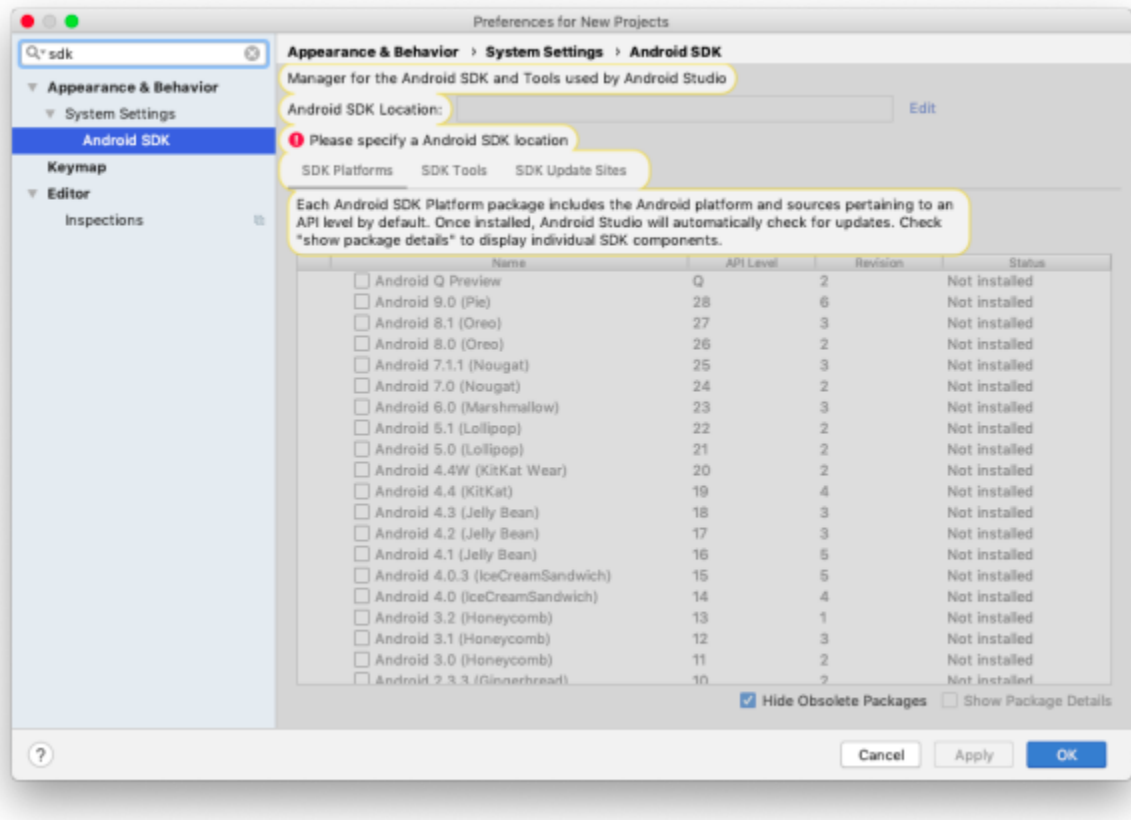 Preferences for New Projects
sdk
Appearance & Behavior
System Settings
Android SDK
Keymap
Editor
Inspections
Appearance & Behavior › System Settings › Android SDK
Manager for the Android SDK and Tools used by Android Studio
Android SDK Location: Edit
Please specify a Android SDK location
SDK Platforms SDK Tools SDK Update Sites
Each Android SDK Platform package includes the Android platform and sources pertaining to an
API level by default. Once installed, Android Studio will automatically check for updates. Check
"show package details" to display individual SDK components.
Name API Level Revision Status
Android Q Preview Q 2 Not installed
Android 9.0 (Pie) 28 6 Not installed
Android 8.1 (Oreo) 27 3 Not installed
Android 8.0 (Oreo) 26 2 Not installed
Android 7.1.1 (Nougat) 25 3 Not installed
Android 7.0 (Nougat) 24 2 Not installed
Android 6.0 (Marshmallow) 23 3 Not installed
Android 5.1 (Lollipop) 22 2 Not installed
Android 5.0 (Lollipop) 21 2 Not installed
Android 4.4W (KitKat Wear) 20 2 Not installed
Android 4.4 (KitKat) 19 4 Not installed
Android 4.3 (Jelly Bean) 18 3 Not installed
Android 4.2 (Jelly Bean) 17 3 Not installed
Android 4.1 (Jelly Bean) 16 5 Not installed
Android 4.0.3 (IceCreamSandwich) 15 5 Not installed
Android 4.0 (IceCreamSandwich) 14 4 Not installed
Android 3.2 (Honeycomb) 13 1 Not installed
Android 3.1 (Honeycomb) 12 3 Not installed
Android 3.0 (Honeycomb) 11 2 Not installed
Android 2.3.3 (Gingerbread) 10 2 Not installed
Hide Obsolete Packages Show Package Details
? Cancel Apply OK